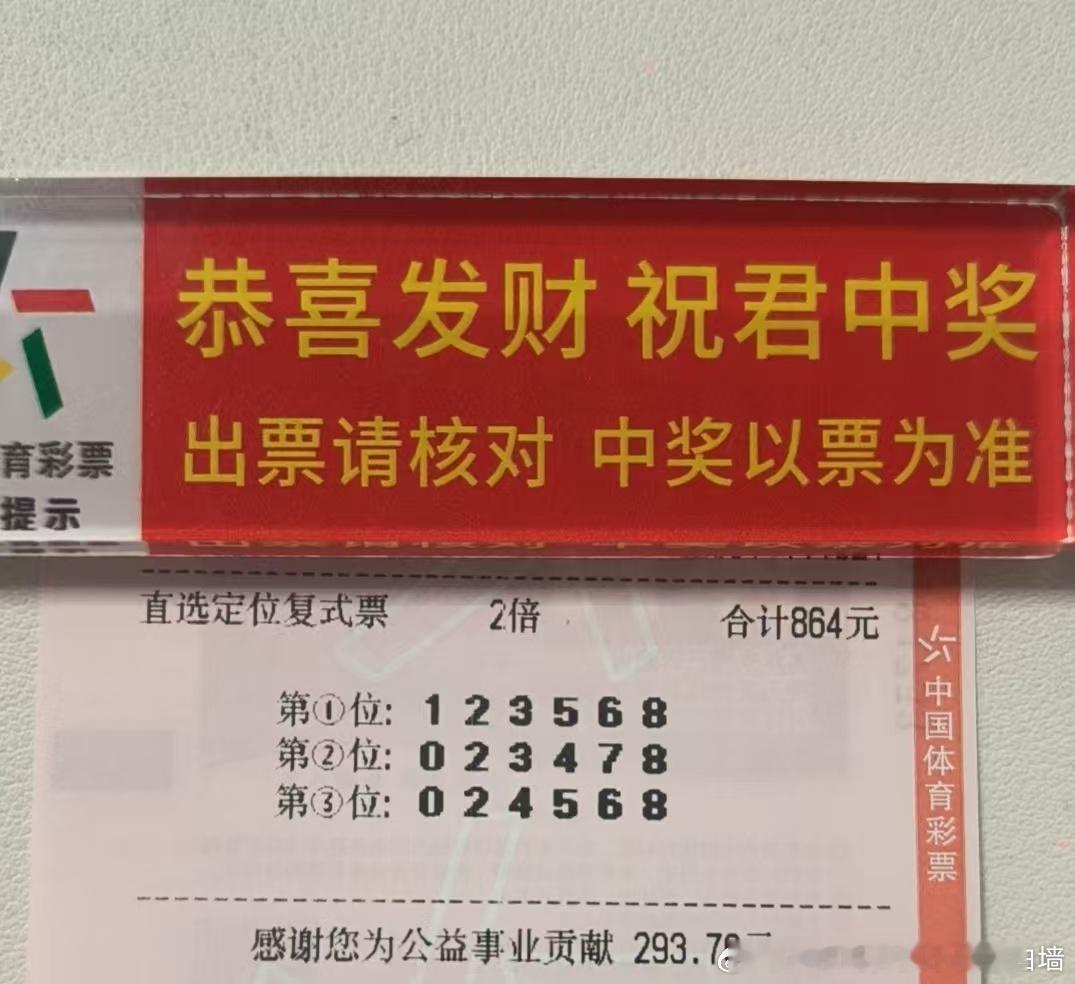 恭喜发财 祝君中奖
出票请核对 中奖以票为准
育彩票
提示
直选定位复式票 2倍 合计864元
第①位: 1 2 3 5 6 8
第②位: 0 2 3 4 7 8
第③位: 0 2 4 5 6 8
中国体育彩票
感谢您为公益事业贡献 293.7
墙